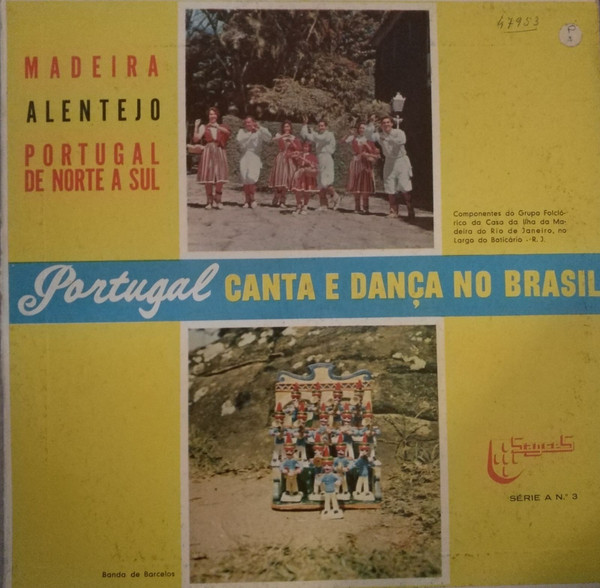 MADEIRA
ALENTEJO
PORTUGAL
DE NORTE A SUL
47953
P
3
Componentes do Grupo Folcló-
rico da Casa da Ilha da Ma-
deira do Rio de Janeiro, no
Largo do Boticário - R. J.
Portugal CANTA E DANÇA NO BRASIL
SÉRIE A N.º 3
Banda de Barcelos